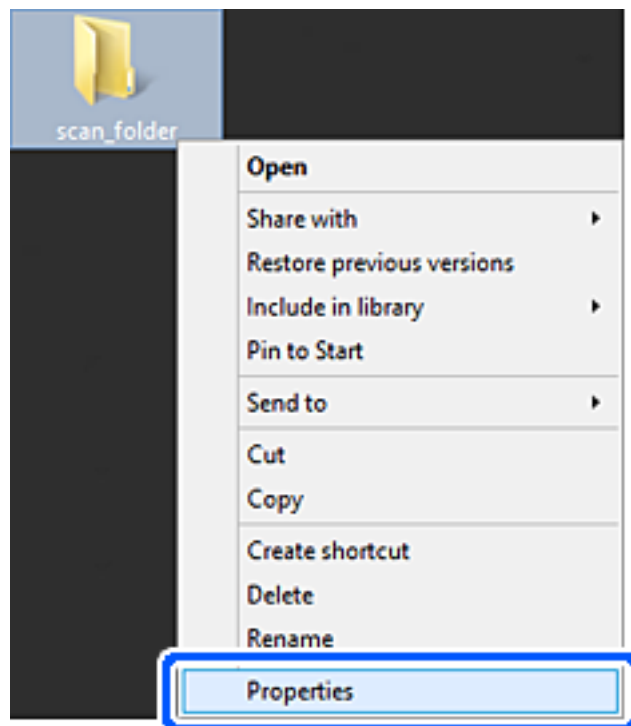 scan_folder
Open
Share with
Restore previous versions
Include in library
Pin to Start
Send to
Cut
Copy
Create shortcut
Delete
Rename
Properties